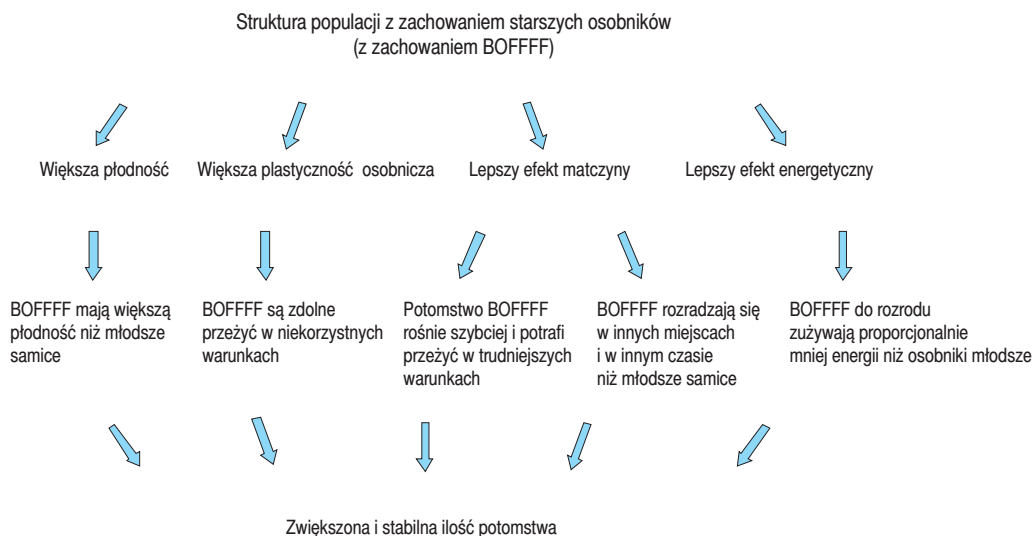 Struktura populacji z zachowaniem starszych osobników
(z zachowaniem BOFFFF)
Większa płodność
Większa plastyczność osobnicza
Lepszy efekt matczyny
Lepszy efekt energetyczny
BOFFFF mają większą
płodność niż młodsze
samice
BOFFFF są zdolne
przeżyć w niekorzystnych
warunkach
Potomstwo BOFFFF
rośnie szybciej i potrafi
przeżyć w trudniejszych
warunkach
BOFFFF rozradzają się
w innych miejscach
i w innym czasie
niż młodsze samice
BOFFFF do rozrodu
zużywają proporcjonalnie
mniej energii niż osobniki młodsze
Zwiększona i stabilna ilość potomstwa